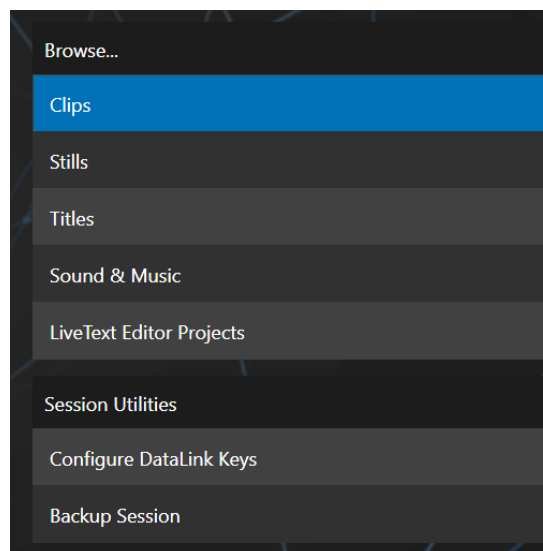 Browse...
Clips
Stills
Titles
Sound & Music
LiveText Editor Projects
Session Utilities
Configure DataLink Keys
Backup Session